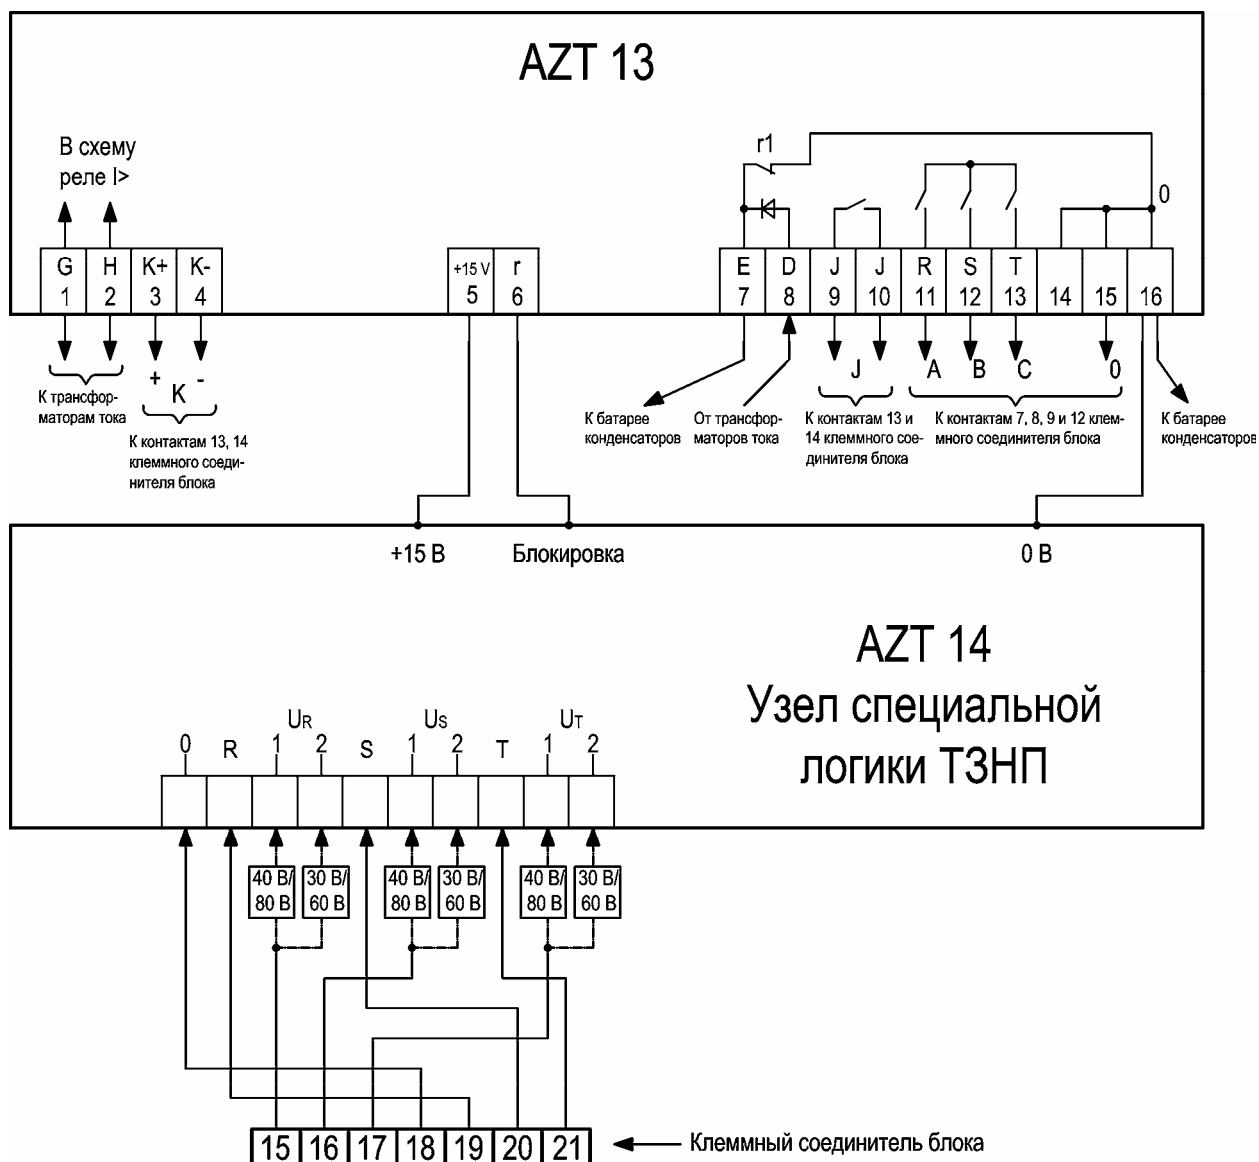 AZT 13
В схему
реле I>
r1
0
G H K+ K- +15 V r E D J J R S T
1 2 3 4 5 6 7 8 9 10 11 12 13 14 15 16
+ K - J A B C 0
К трансфор-
маторам тока
К контактам 13, 14
клеммного соеди-
нителя блока
К батарее
конденсаторов
От трансфор-
маторов тока
К контактам 13 и
14 клеммного сое-
динителя блока
К контактам 7, 8, 9 и 12 клем-
много соединителя блока
К батарее
конденсаторов
+15 В Блокировка 0 В
AZT 14
Узел специальной
логики ТЗНП
UR US UT
0 R 1 2 S 1 2 T 1 2
40 В/ 30 В/ 40 В/ 30 В/ 40 В/ 30 В/
80 В 60 В 80 В 60 В 80 В 60 В
15 16 17 18 19 20 21 Клеммный соединитель блока